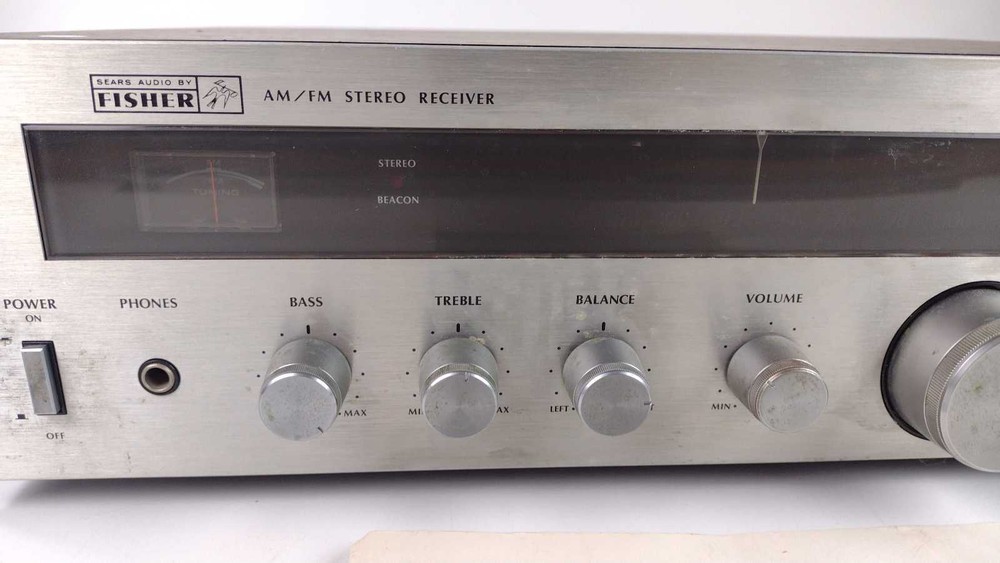 SEARS AUDIO BY
FISHER
AM/FM STEREO RECEIVER
TUNING
STEREO
BEACON
POWER
ON
OFF
PHONES
BASS
MAX
TREBLE
BALANCE
LEFT
VOLUME
MIN